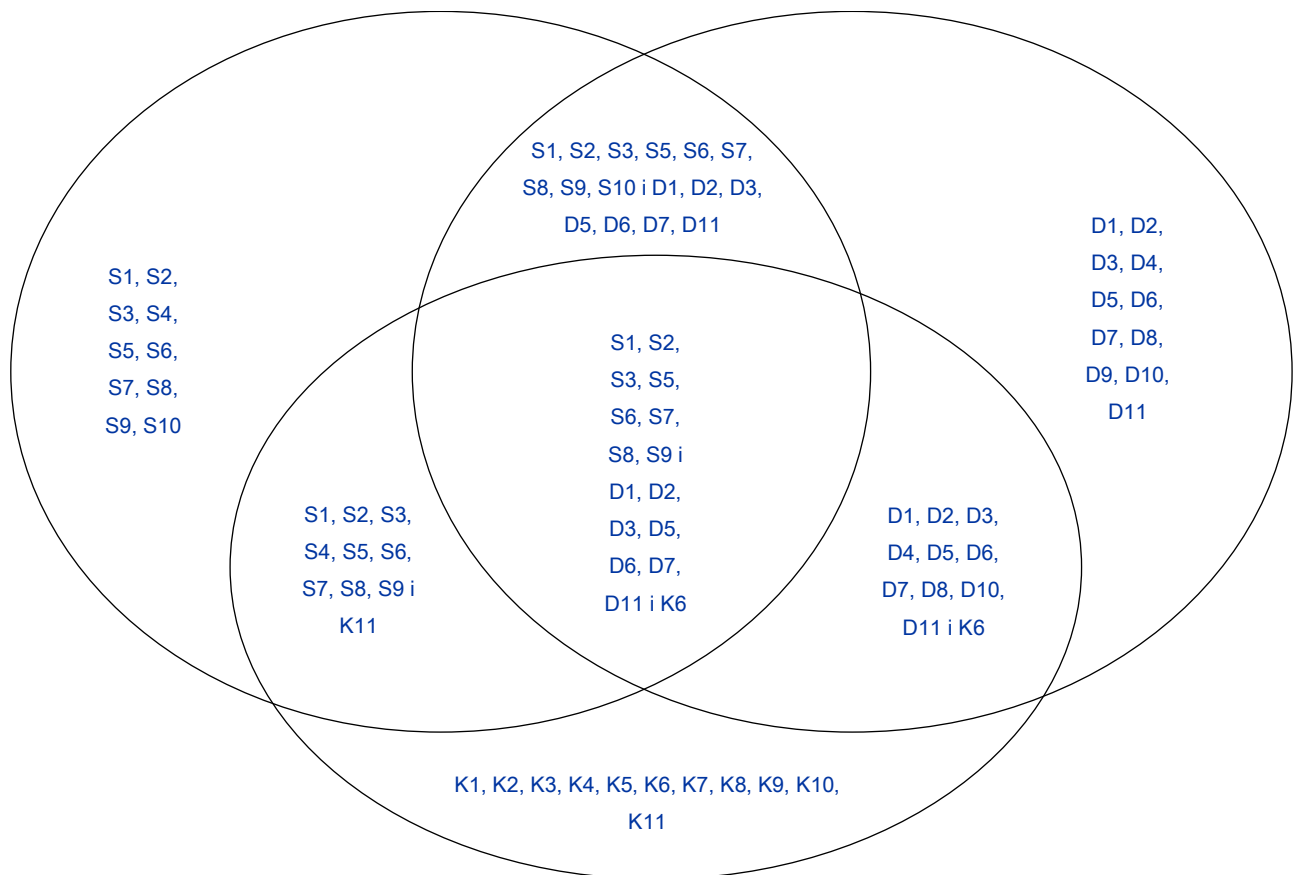 S1, S2, S3, S5, S6, S7,
S8, S9, S10 i D1, D2, D3,
D5, D6, D7, D11
S1, S2,
S3, S4,
S5, S6,
S7, S8,
S9, S10
D1, D2,
D3, D4,
D5, D6,
D7, D8,
D9, D10,
D11
S1, S2,
S3, S5,
S6, S7,
S8, S9 i
D1, D2,
D3, D5,
D6, D7,
D11 i K6
S1, S2, S3,
S4, S5, S6,
S7, S8, S9 i
K11
D1, D2, D3,
D4, D5, D6,
D7, D8, D10,
D11 i K6
K1, K2, K3, K4, K5, K6, K7, K8, K9, K10,
K11